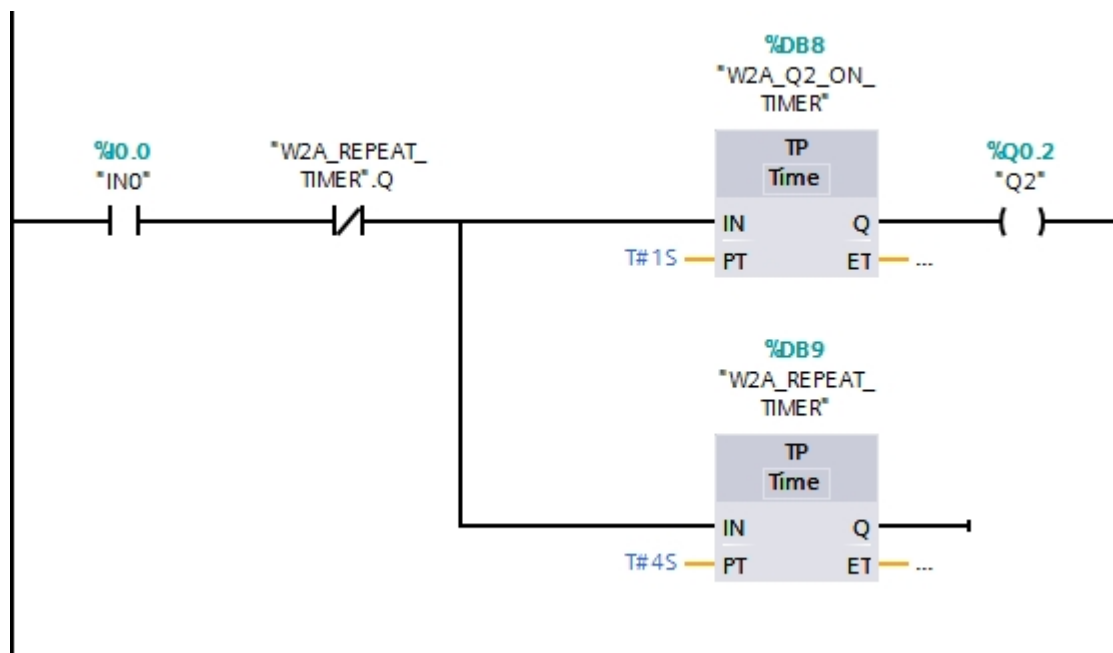 %DB8
"W2A_Q2_ON_
TIMER"
%I0.0
"IN0"
"W2A_REPEAT_
TIMER".Q
TP
Time
%Q0.2
"Q2"
IN
Q
T#1S
PT
ET
...
%DB9
"W2A_REPEAT_
TIMER"
TP
Time
IN
Q
T#4S
PT
ET
...